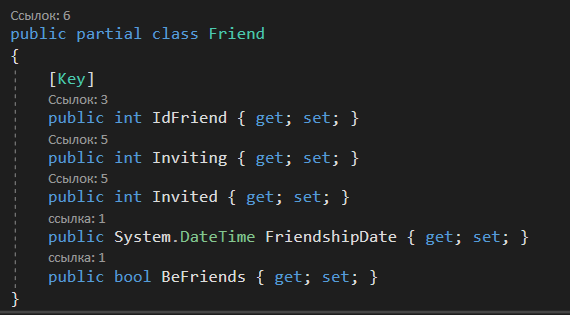 Ссылок: 6
public partial class Friend
{
[Key]
Ссылок: 3
public int IdFriend { get; set; }
Ссылок: 5
public int Inviting { get; set; }
Ссылок: 5
public int Invited { get; set; }
ссылка: 1
public System.DateTime FriendshipDate { get; set; }
ссылка: 1
public bool BeFriends { get; set; }
}